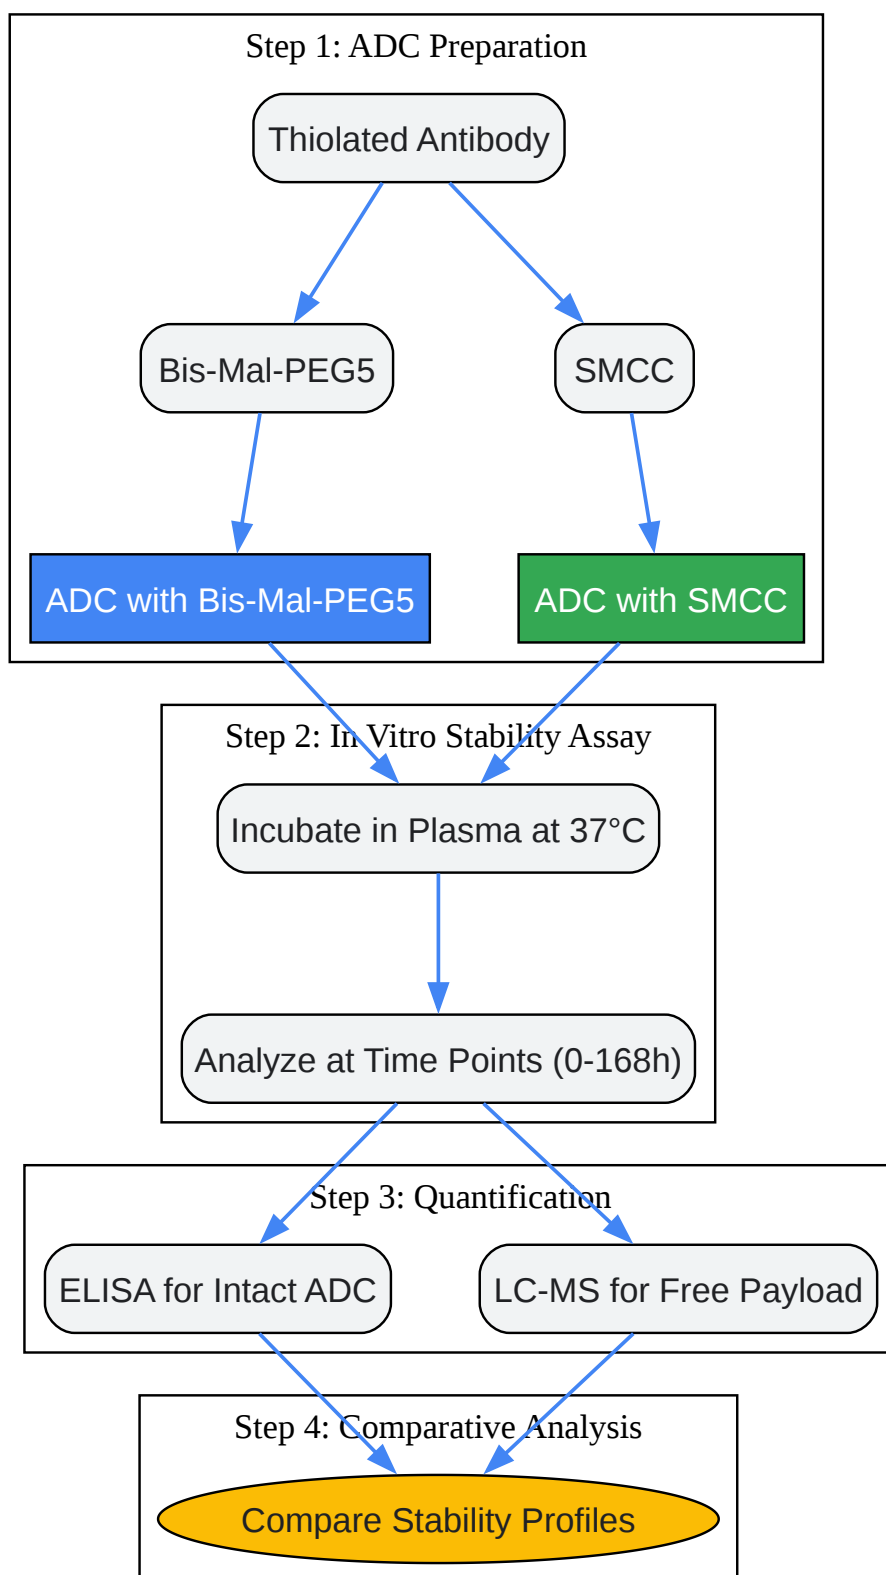 Step 1: ADC Preparation
Thiolated Antibody
Bis-Mal-PEG5
SMCC
ADC with Bis-Mal-PEG5
ADC with SMCC
Step 2: In Vitro Stability Assay
Incubate in Plasma at 37°C
Analyze at Time Points (0-168h)
Step 3: Quantification
ELISA for Intact ADC
LC-MS for Free Payload
Step 4: Comparative Analysis
Compare Stability Profiles